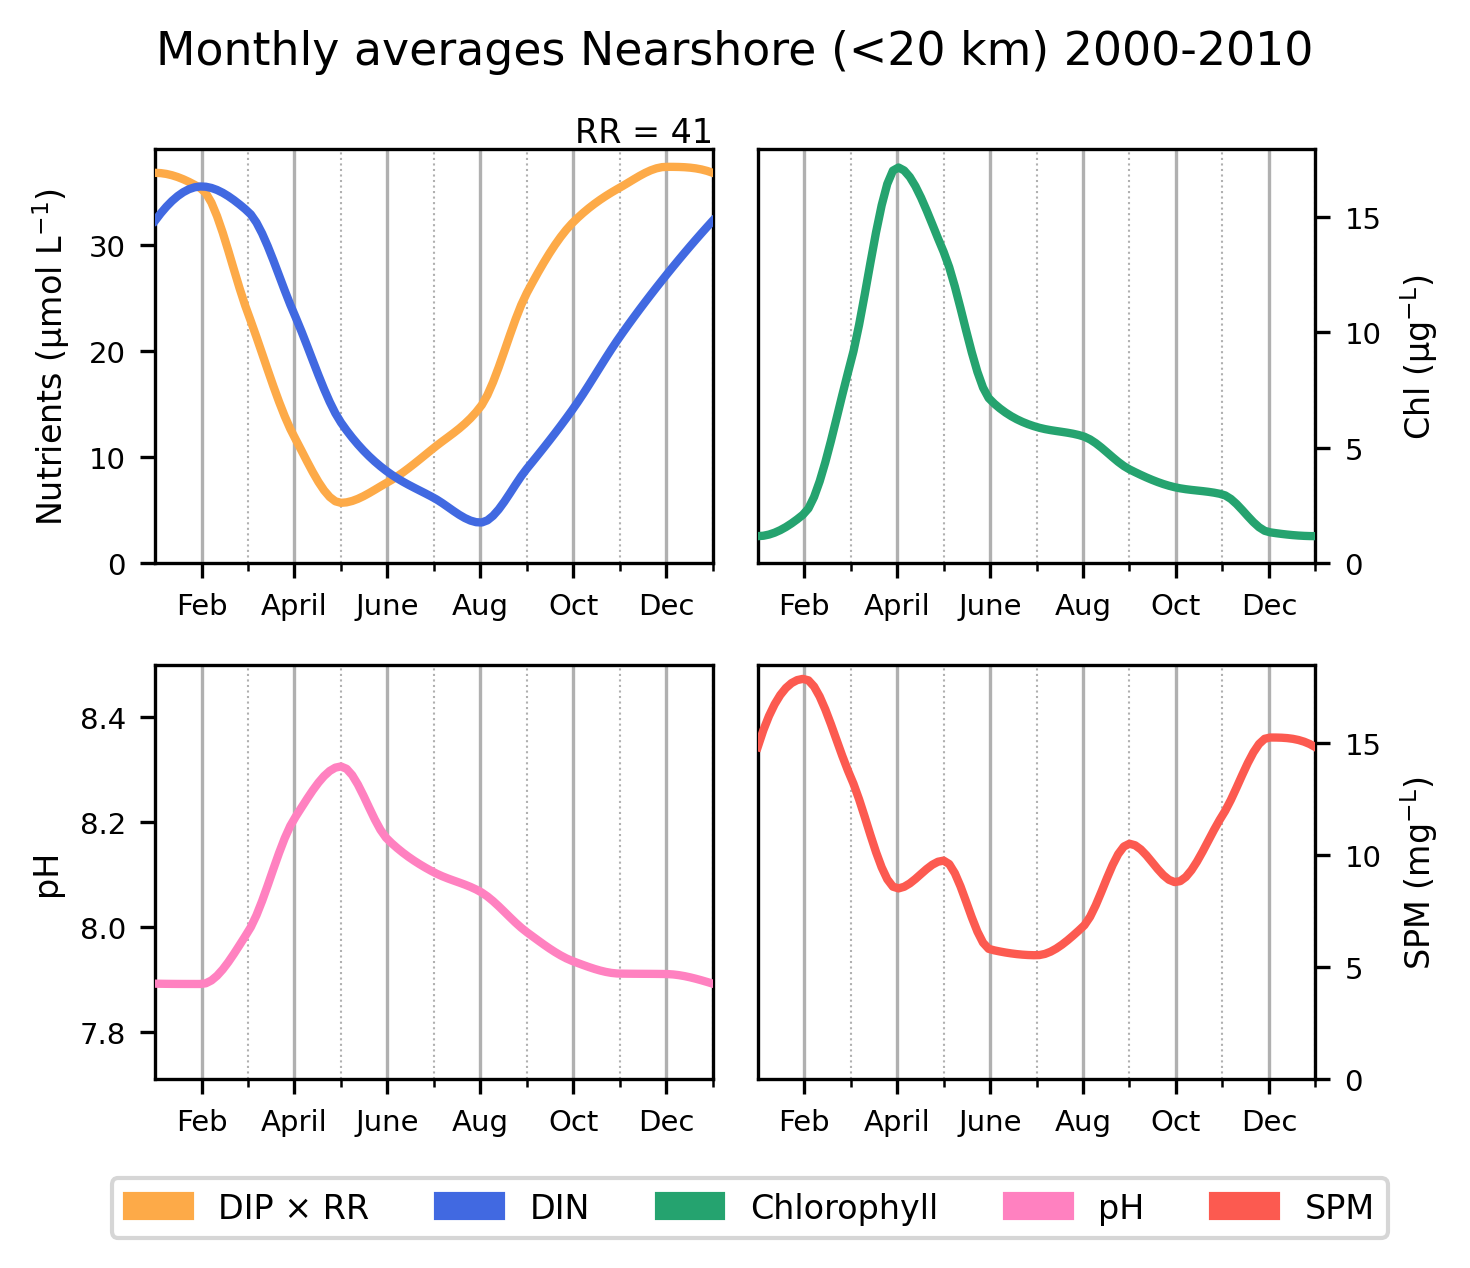 Monthly averages Nearshore (<20 km) 2000-2010
RR = 41
Nutrients (µmol L⁻¹)
30
20
10
0
Feb April June Aug Oct Dec
Chl (µg⁻ᴸ)
15
10
5
0
Feb April June Aug Oct Dec
pH
8.4
8.2
8.0
7.8
Feb April June Aug Oct Dec
SPM (mg⁻ᴸ)
15
10
5
0
Feb April June Aug Oct Dec
DIP × RR DIN Chlorophyll pH SPM